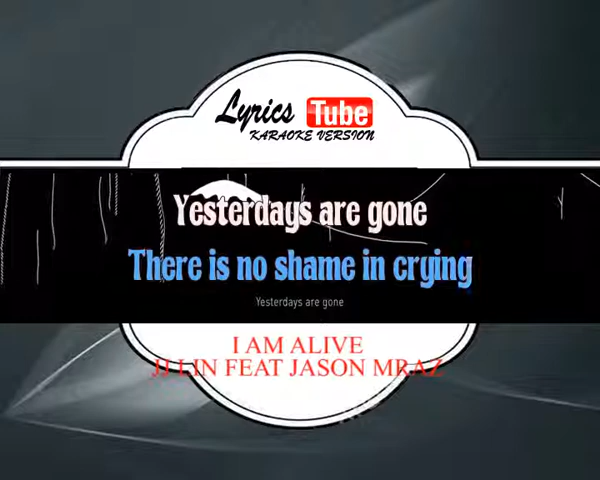 Lyrics Tube
KARAOKE VERSION
Yesterdays are gone
There is no shame in crying
Yesterdays are gone
I AM ALIVE
JJ LIN FEAT JASON MRAZ